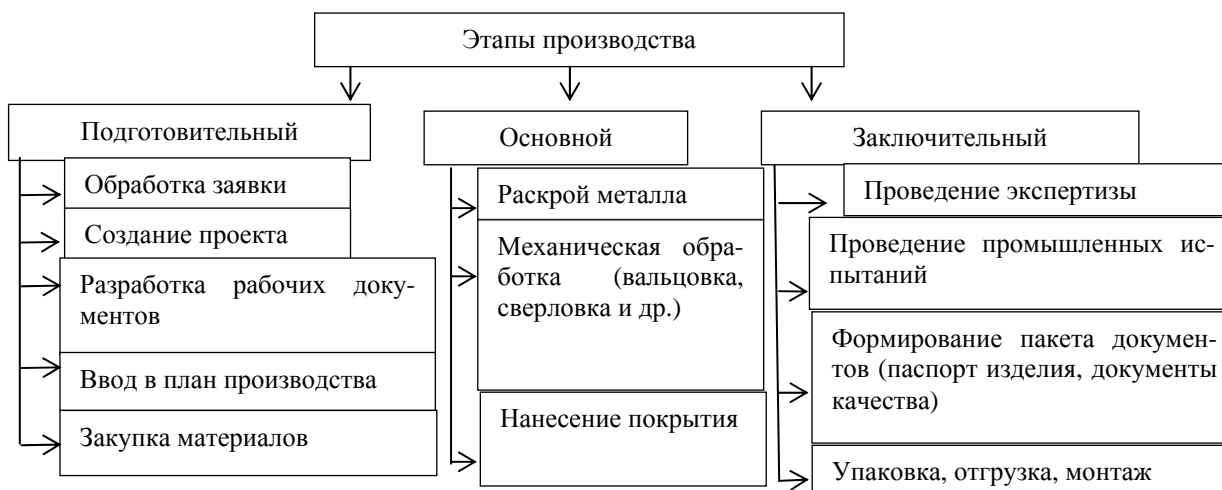 Этапы производства
Подготовительный
Обработка заявки
Создание проекта
Разработка рабочих доку-
ментов
Ввод в план производства
Закупка материалов
Основной
Раскрой металла
Механическая обра-
ботка (вальцовка,
сверловка и др.)
Нанесение покрытия
Заключительный
Проведение экспертизы
Проведение промышленных ис-
пытаний
Формирование пакета докумен-
тов (паспорт изделия, документы
качества)
Упаковка, отгрузка, монтаж